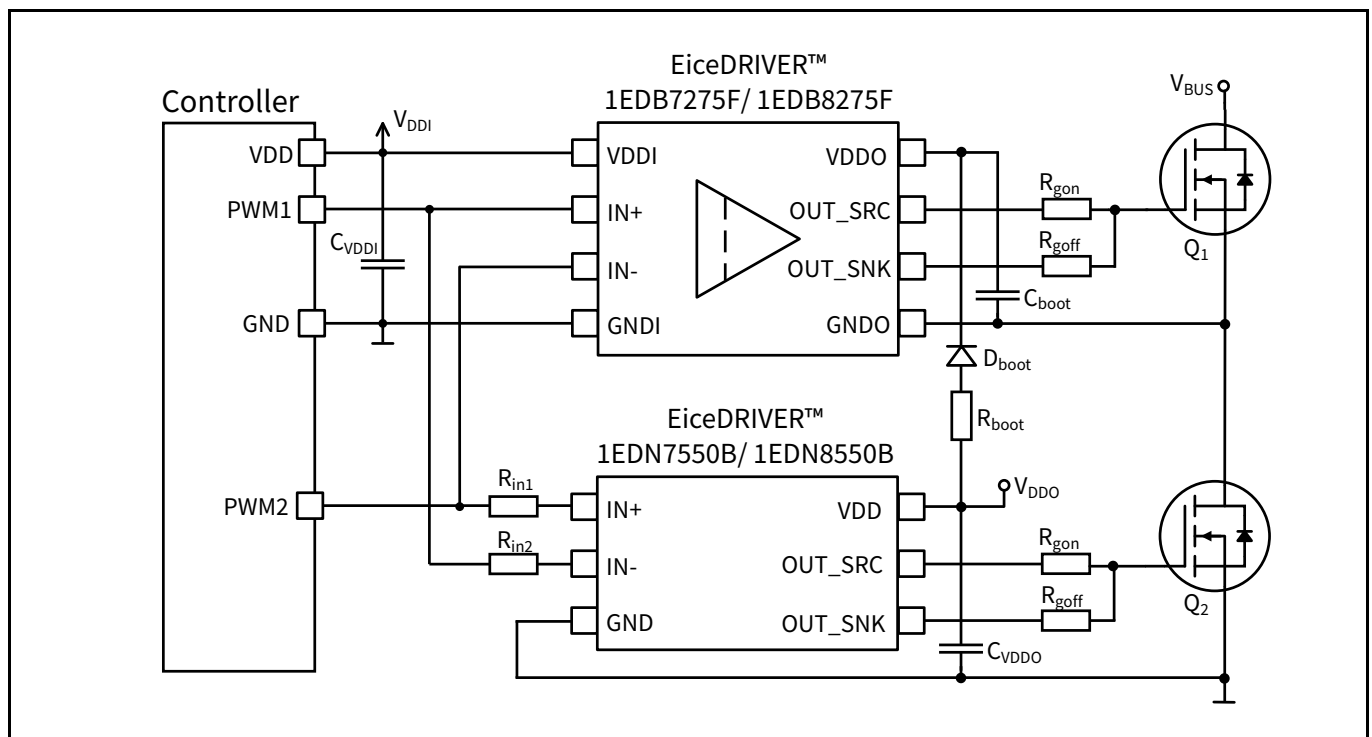 EiceDRIVER™
1EDB7275F/ 1EDB8275F
Controller
VDD
PWM1
GND
PWM2
VDDI
CVDDI
VDDI
IN+
IN-
GNDI
VDDO
OUT_SRC
OUT_SNK
GNDO
Rgon
Rgoff
Cboot
VBUS
Q1
Dboot
Rboot
EiceDRIVER™
1EDN7550B/ 1EDN8550B
Rin1
Rin2
IN+
IN-
GND
VDD
OUT_SRC
OUT_SNK
VDDO
Rgon
Rgoff
CVDDO
Q2